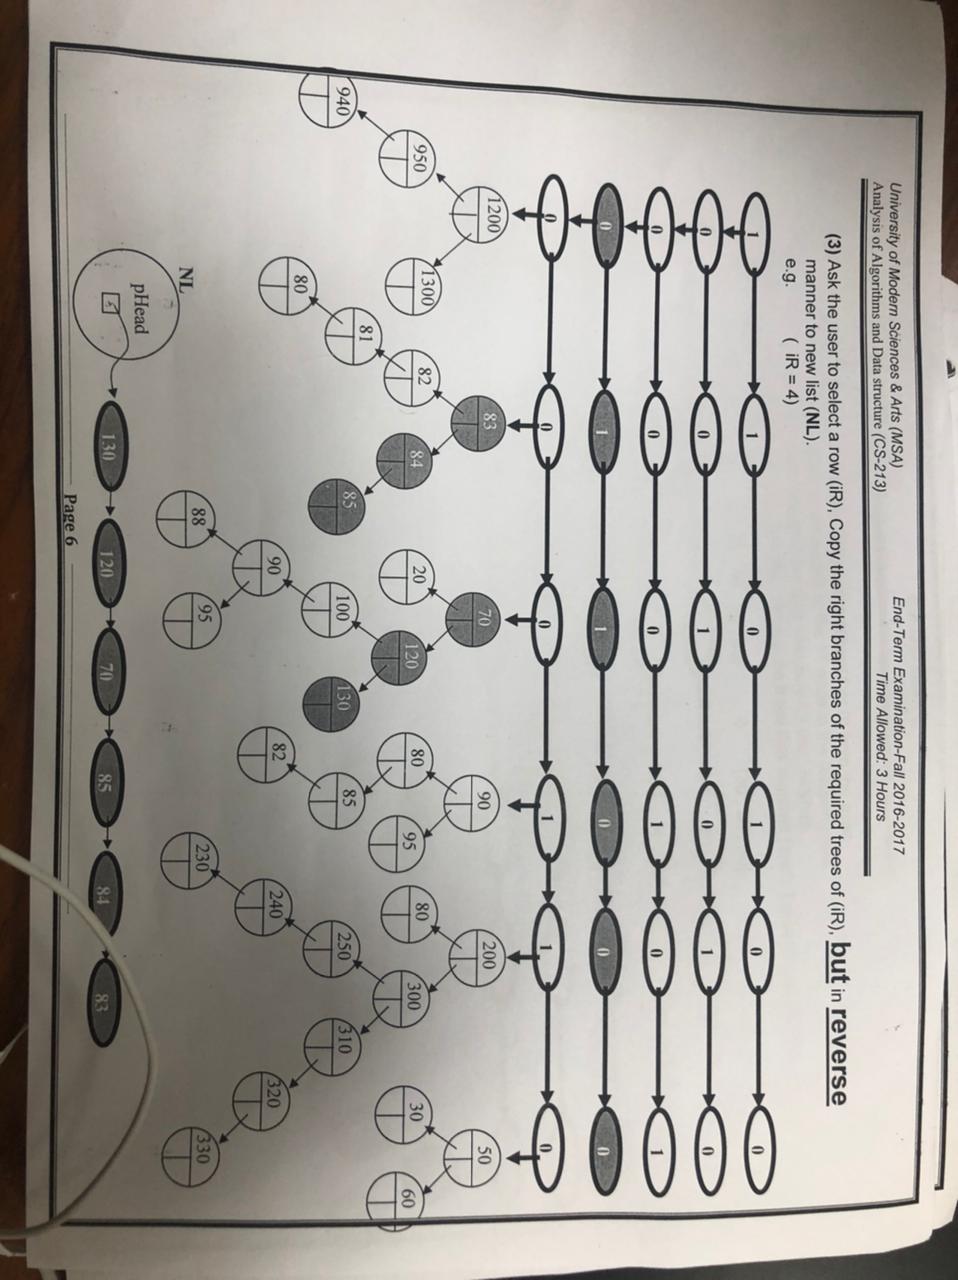 University of Modern Sciences & Arts (MSA)
Analysis of Algorithms and Data structure (CS-213)
End-Term Examination-Fall 2016-2017
Time Allowed: 3 Hours
(3) Ask the user to select a row (iR), Copy the right branches of the required trees of (iR), but in reverse
manner to new list (NL).
e.g. ( iR = 4)
1 1 0 1 0 0
0 0 1 0 1 0
0 0 0 1 0 1
0 1 1 0 0 0
0 0 0 1 1 0
1200 83 70 90 200 50
950 1300 82 84 20 120 80 95 80 300 30 60
940 81 85 100 130 85 250 310
80 90 82 240 320
88 95 230 330
NL
pHead
130 120 70 85 84 83
Page 6